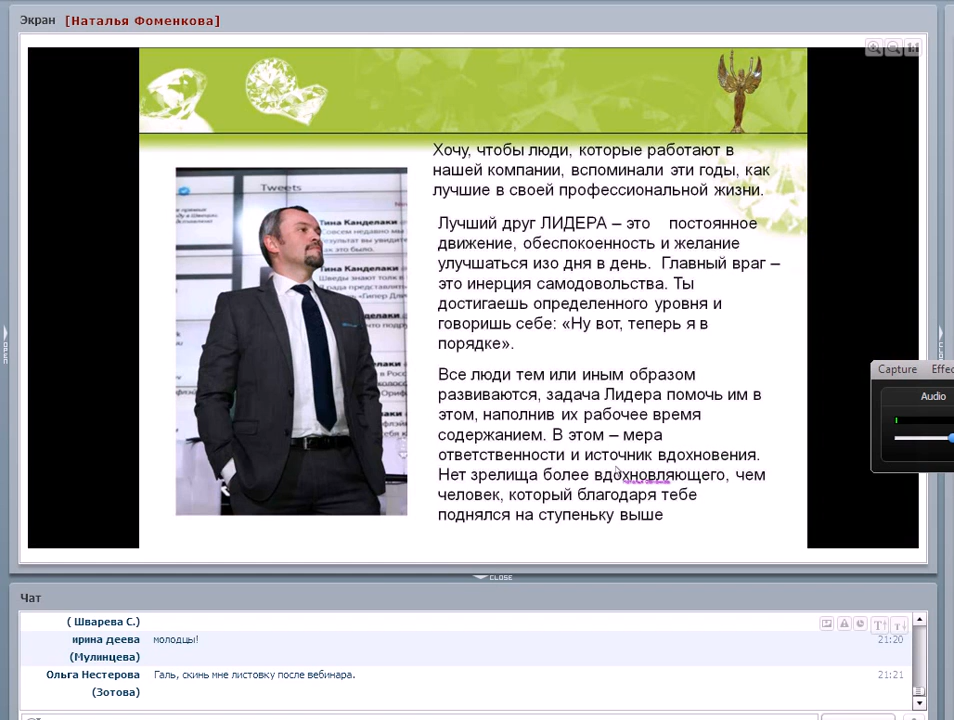 Экран [Наталья Фоменкова]
Tweets
Тина Канделаки
Тина Канделаки
Хочу, чтобы люди, которые работают в
нашей компании, вспоминали эти годы, как
лучшие в своей профессиональной жизни.
Лучший друг ЛИДЕРА – это постоянное
движение, обеспокоенность и желание
улучшаться изо дня в день. Главный враг –
это инерция самодовольства. Ты
достигаешь определенного уровня и
говоришь себе: «Ну вот, теперь я в
порядке».
Все люди тем или иным образом
развиваются, задача Лидера помочь им в
этом, наполнив их рабочее время
содержанием. В этом – мера
ответственности и источник вдохновения.
Нет зрелища более вдохновляющего, чем
человек, который благодаря тебе
поднялся на ступеньку выше
OPEN
Capture
Audio
CLOSE
Чат
( Шварева С.)
ирина деева молодцы! 21:20
(Мулинцева)
Ольга Нестерова Галь, скинь мне листовку после вебинара. 21:21
(Зотова)